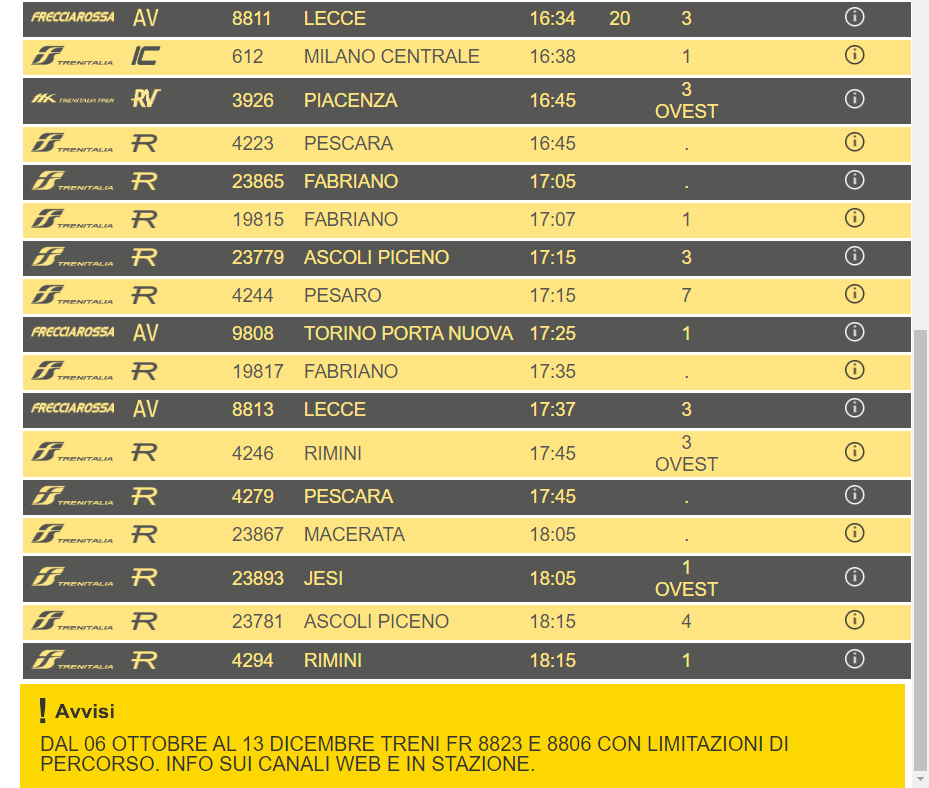 FRECCIAROSSA AV 8811 LECCE 16:34 20 3
TRENITALIA IC 612 MILANO CENTRALE 16:38 1
TRENITALIA TPER RV 3926 PIACENZA 16:45 3 OVEST
TRENITALIA R 4223 PESCARA 16:45 .
TRENITALIA R 23865 FABRIANO 17:05 .
TRENITALIA R 19815 FABRIANO 17:07 1
TRENITALIA R 23779 ASCOLI PICENO 17:15 3
TRENITALIA R 4244 PESARO 17:15 7
FRECCIAROSSA AV 9808 TORINO PORTA NUOVA 17:25 1
TRENITALIA R 19817 FABRIANO 17:35 .
FRECCIAROSSA AV 8813 LECCE 17:37 3
TRENITALIA R 4246 RIMINI 17:45 3 OVEST
TRENITALIA R 4279 PESCARA 17:45 .
TRENITALIA R 23867 MACERATA 18:05 .
TRENITALIA R 23893 JESI 18:05 1 OVEST
TRENITALIA R 23781 ASCOLI PICENO 18:15 4
TRENITALIA R 4294 RIMINI 18:15 1
! Avvisi
DAL 06 OTTOBRE AL 13 DICEMBRE TRENI FR 8823 E 8806 CON LIMITAZIONI DI
PERCORSO. INFO SUI CANALI WEB E IN STAZIONE.